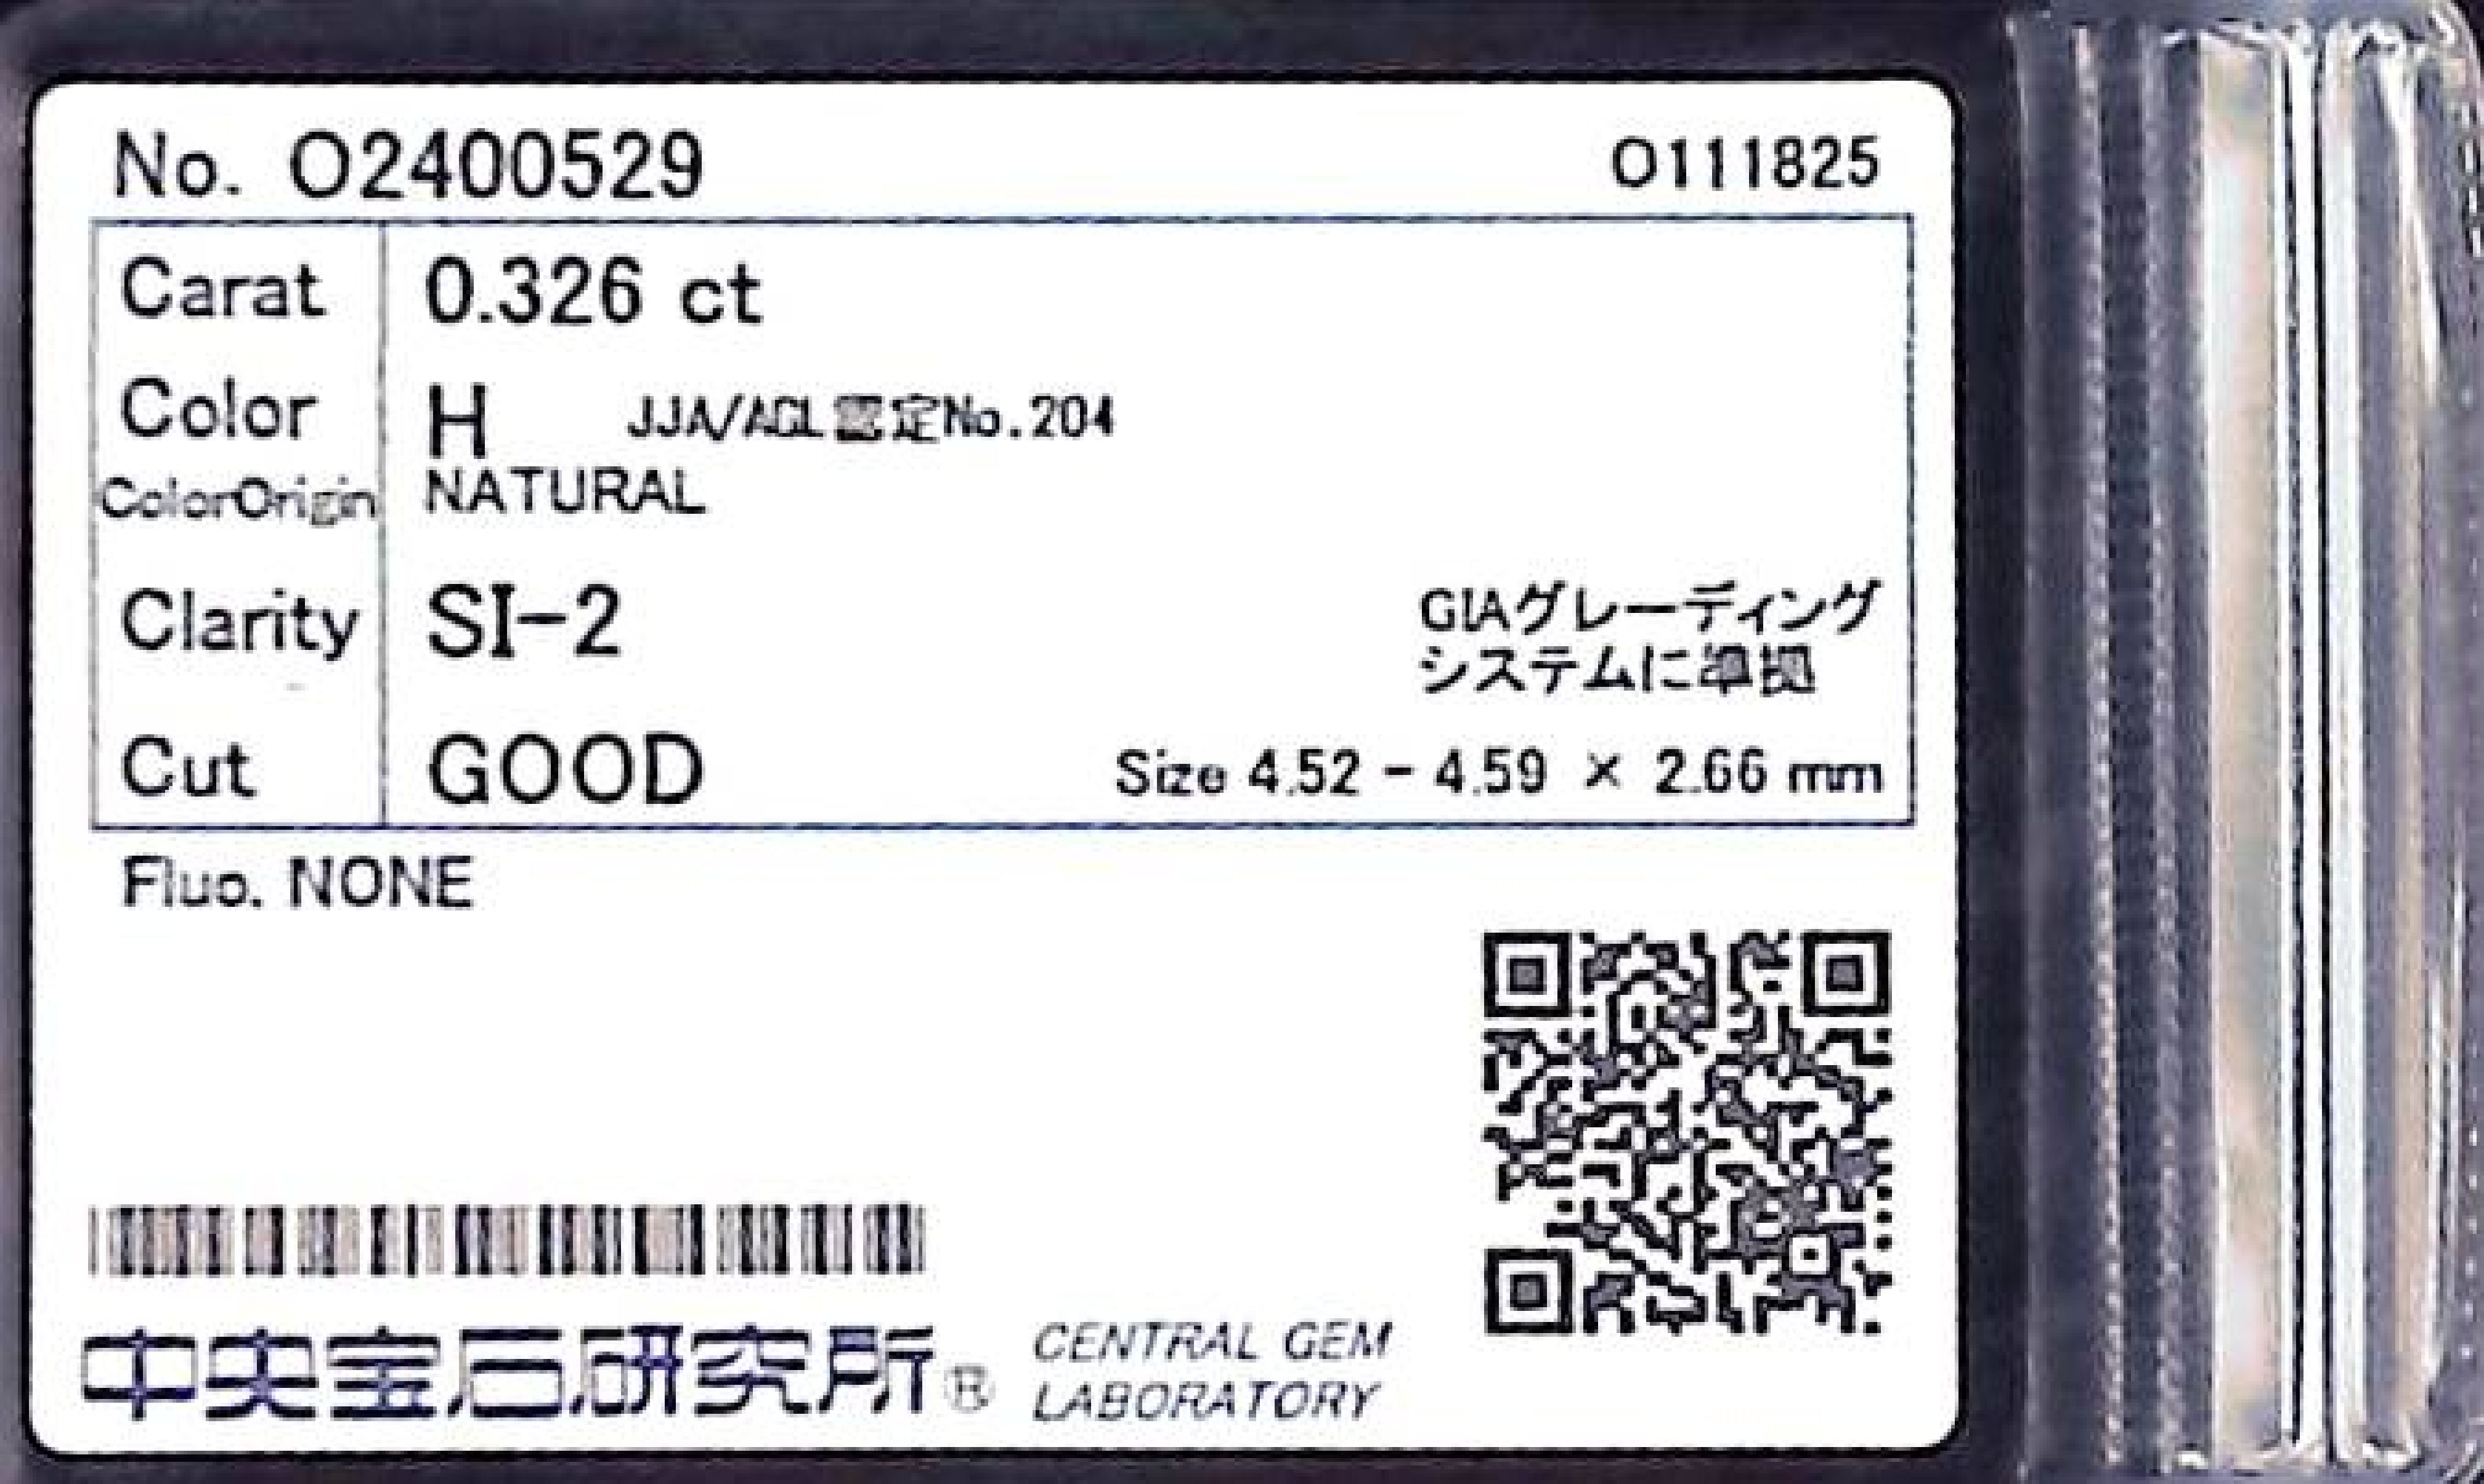 No. O2400529 O111825
Carat 0.326 ct
Color H JJA/AGL認定No.204
ColorOrigin NATURAL
Clarity SI-2
GIAグレーディング
システムに準拠
Cut GOOD Size 4.52 - 4.59 × 2.66 mm
Fluo. NONE
中央宝石研究所® CENTRAL GEM
LABORATORY